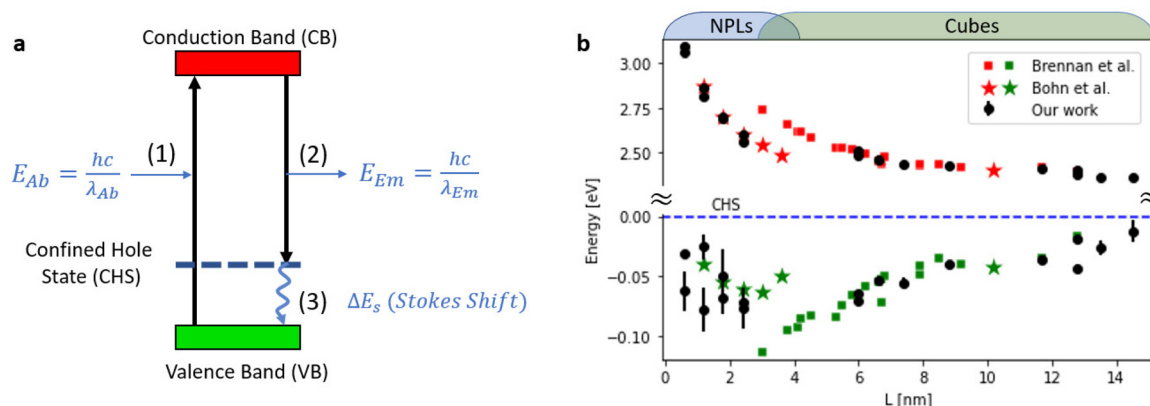 a
Conduction Band (CB)
(1)
(2)
E_Ab = hc/λ_Ab
E_Em = hc/λ_Em
Confined Hole
State (CHS)
(3)
ΔE_s (Stokes Shift)
Valence Band (VB)
b
NPLs
Cubes
Brennan et al.
Bohn et al.
Our work
3.00
2.75
2.50
CHS
0.00
−0.05
−0.10
Energy [eV]
0
2
4
6
8
10
12
14
L [nm]